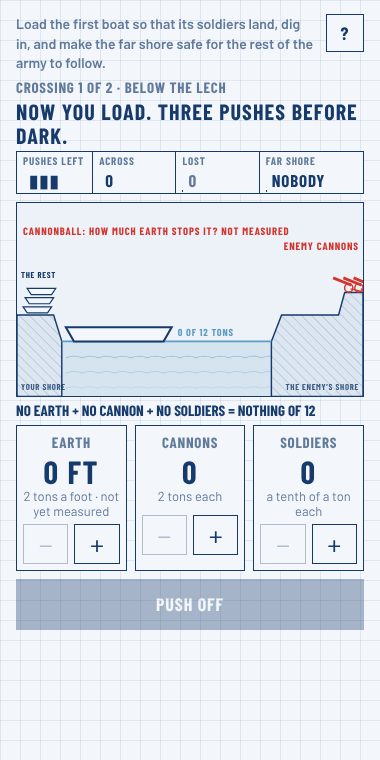 Load the first boat so that its soldiers land, dig
in, and make the far shore safe for the rest of the
army to follow.
?
CROSSING 1 OF 2 · BELOW THE LECH
NOW YOU LOAD. THREE PUSHES BEFORE
DARK.
PUSHES LEFT
ACROSS
0
LOST
0
FAR SHORE
NOBODY
CANNONBALL: HOW MUCH EARTH STOPS IT? NOT MEASURED
ENEMY CANNONS
THE REST
0 OF 12 TONS
YOUR SHORE
THE ENEMY'S SHORE
NO EARTH + NO CANNON + NO SOLDIERS = NOTHING OF 12
EARTH
0 FT
2 tons a foot · not
yet measured
− +
CANNONS
0
2 tons each
− +
SOLDIERS
0
a tenth of a ton
each
− +
PUSH OFF